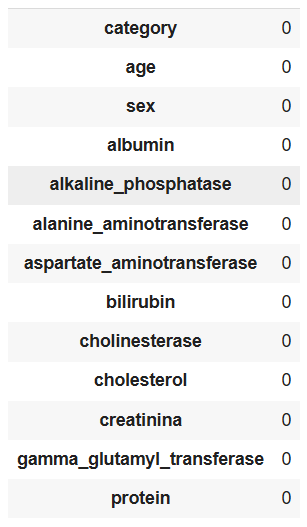 category 0
age 0
sex 0
albumin 0
alkaline_phosphatase 0
alanine_aminotransferase 0
aspartate_aminotransferase 0
bilirubin 0
cholinesterase 0
cholesterol 0
creatinina 0
gamma_glutamyl_transferase 0
protein 0